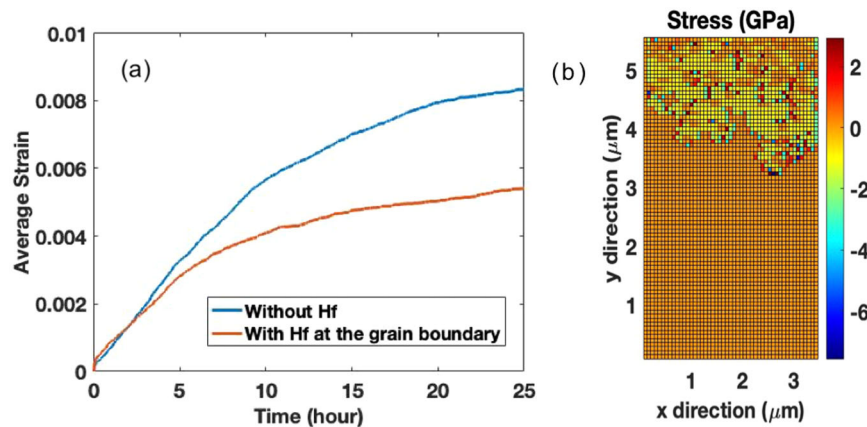 (a)
0.01
0.008
0.006
0.004
0.002
0
Average Strain
0 5 10 15 20 25
Time (hour)
Without Hf
With Hf at the grain boundary
(b)
Stress (GPa)
5
4
3
2
1
y direction (μm)
1 2 3
x direction (μm)
2
0
-2
-4
-6